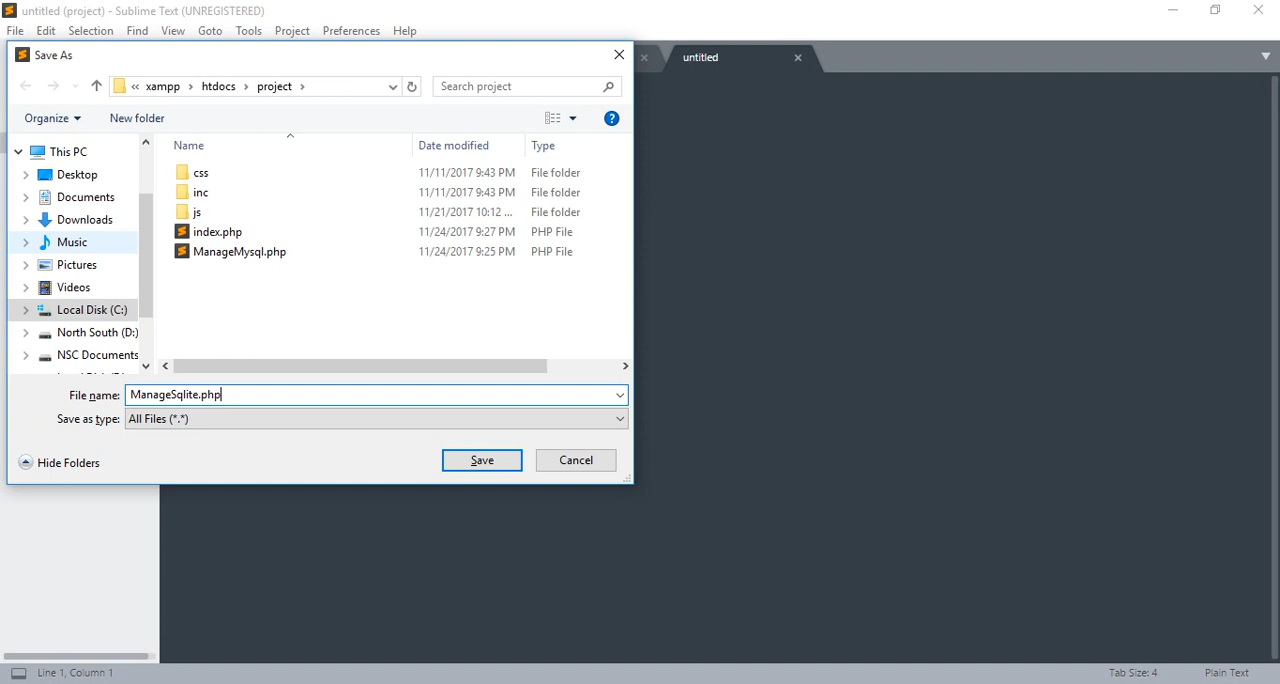 untitled (project) - Sublime Text (UNREGISTERED)
File Edit Selection Find View Goto Tools Project Preferences Help
Save As
untitled
« xampp › htdocs › project ›
Search project
Organize
New folder
Name
Date modified
Type
This PC
Desktop
Documents
Downloads
Music
Pictures
Videos
Local Disk (C:)
North South (D:)
NSC Documents
css 11/11/2017 9:43 PM File folder
inc 11/11/2017 9:43 PM File folder
js 11/21/2017 10:12 ... File folder
index.php 11/24/2017 9:27 PM PHP File
ManageMysql.php 11/24/2017 9:25 PM PHP File
File name: ManageSqlite.php
Save as type: All Files (*.*)
Hide Folders
Save
Cancel
Line 1, Column 1
Tab Size: 4
Plain Text